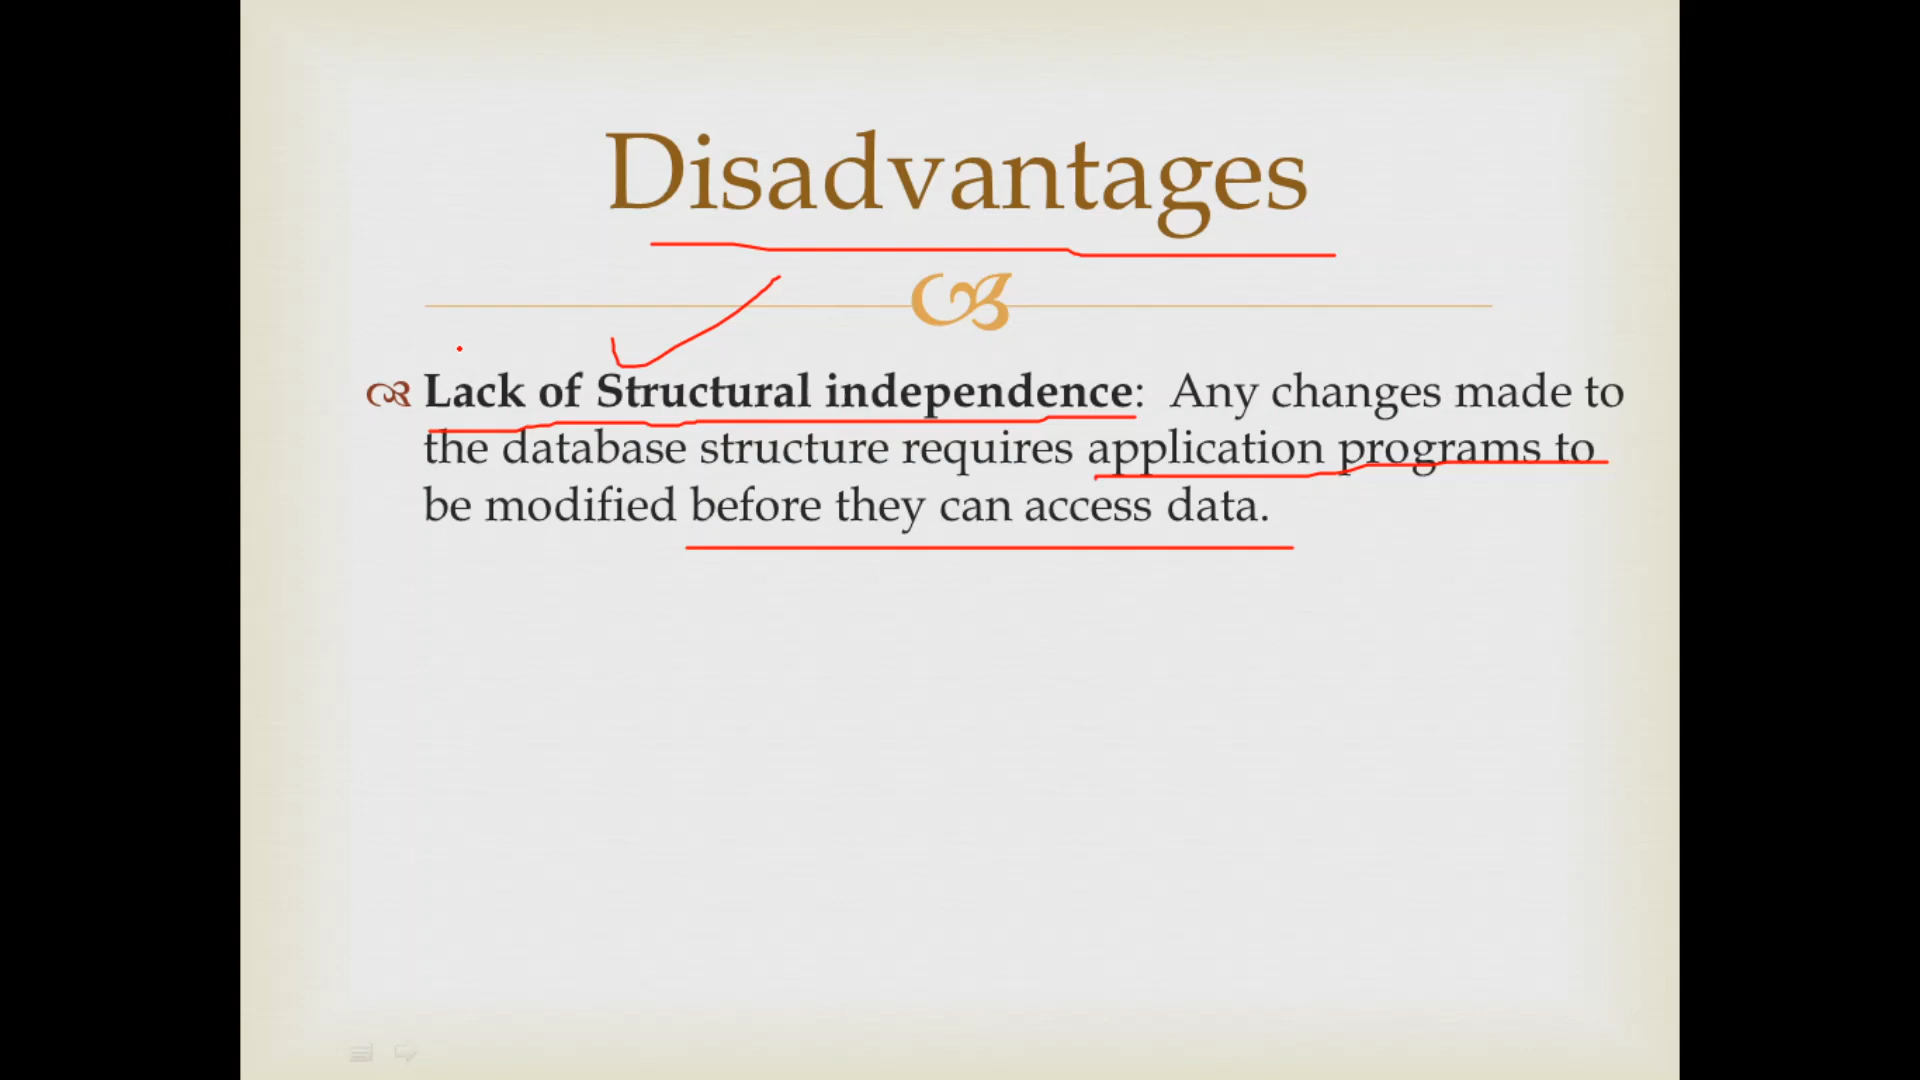 Disadvantages
Lack of Structural independence: Any changes made to
the database structure requires application programs to
be modified before they can access data.